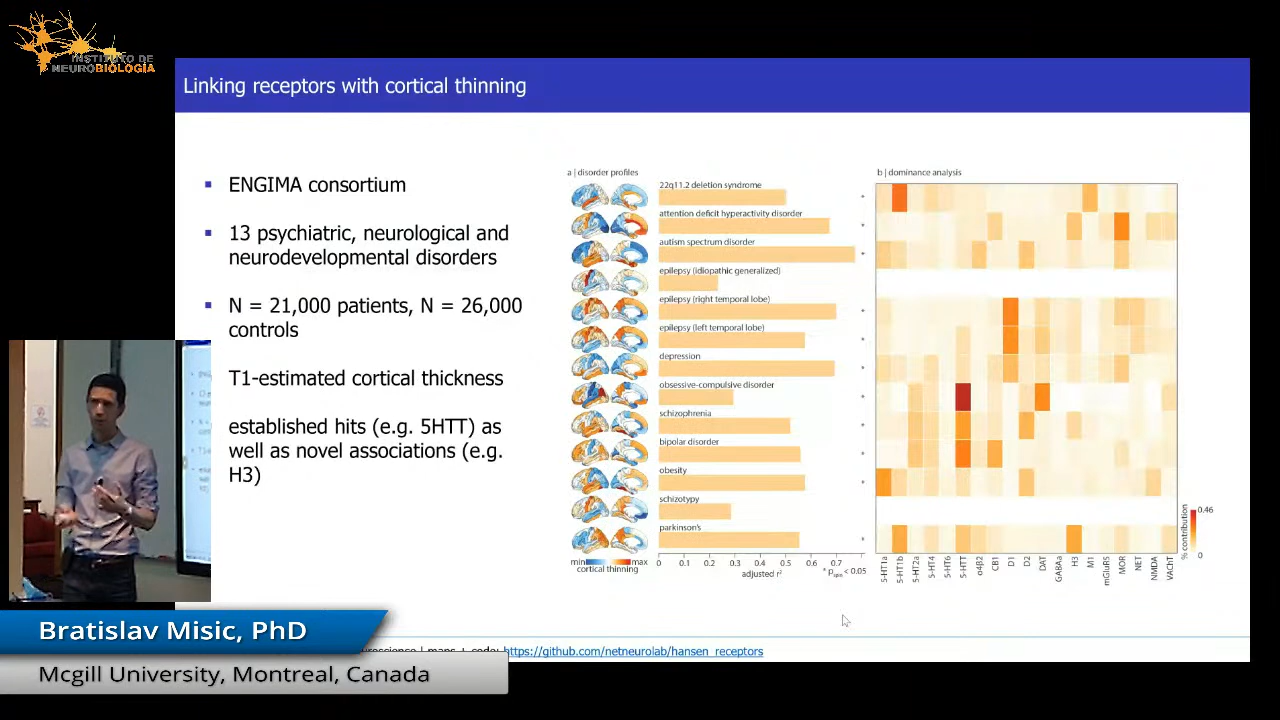 INSTITUTO DE
NEUROBIOLOGÍA
Linking receptors with cortical thinning
ENGIMA consortium
13 psychiatric, neurological and
neurodevelopmental disorders
N = 21,000 patients, N = 26,000
controls
T1-estimated cortical thickness
established hits (e.g. 5HTT) as
well as novel associations (e.g.
H3)
a | disorder profiles
22q11.2 deletion syndrome
attention deficit hyperactivity disorder
autism spectrum disorder
epilepsy (idiopathic generalized)
epilepsy (right temporal lobe)
epilepsy (left temporal lobe)
depression
obsessive-compulsive disorder
schizophrenia
bipolar disorder
obesity
schizotypy
parkinson's
0 0.1 0.2 0.3 0.4 0.5 0.6 0.7
adjusted r²
* pspin < 0.05
min max
cortical thinning
b | dominance analysis
5-HT1a
5-HT1b
5-HT2a
5-HT4
5-HT6
5-HTT
α4β2
CB1
D1
D2
DAT
GABAa
H3
M1
mGluR5
MOR
NET
NMDA
VAChT
% contribution
0.46
0
Bratislav Misic, PhD
Mcgill University, Montreal, Canada
https://github.com/netneurolab/hansen_receptors